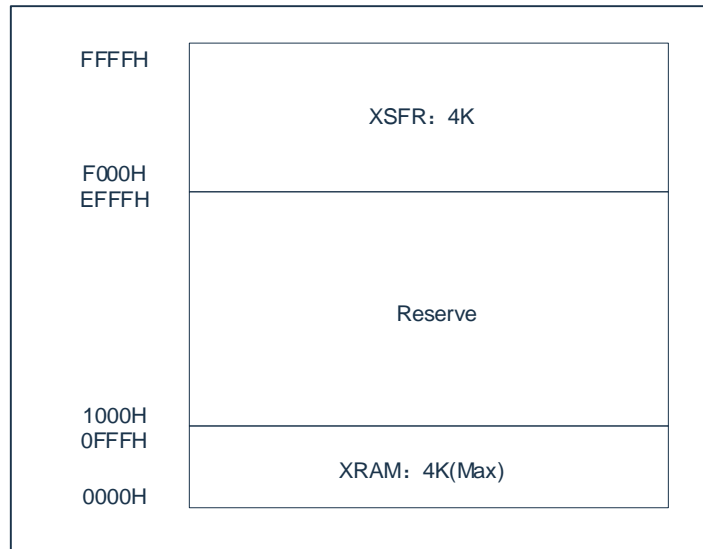 FFFFH
XSFR：4K
F000H
EFFFH
Reserve
1000H
0FFFH
XRAM：4K(Max)
0000H